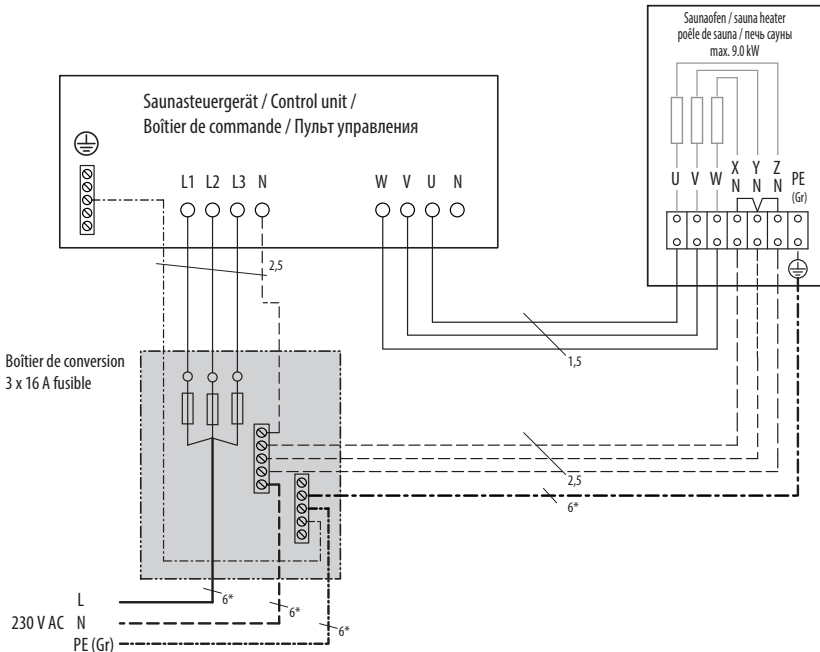 Saunaofen / sauna heater
poêle de sauna / печь сауны
max. 9.0 kW
Saunasteuergerät / Control unit /
Boîtier de commande / Пульт управления
L1 L2 L3 N
W V U N
U V W X Y Z PE
N N N (Gr)
2,5
1,5
Boîtier de conversion
3 x 16 A fusible
2,5
6*
L
6*
230 V AC N
6*
PE (Gr)
6*